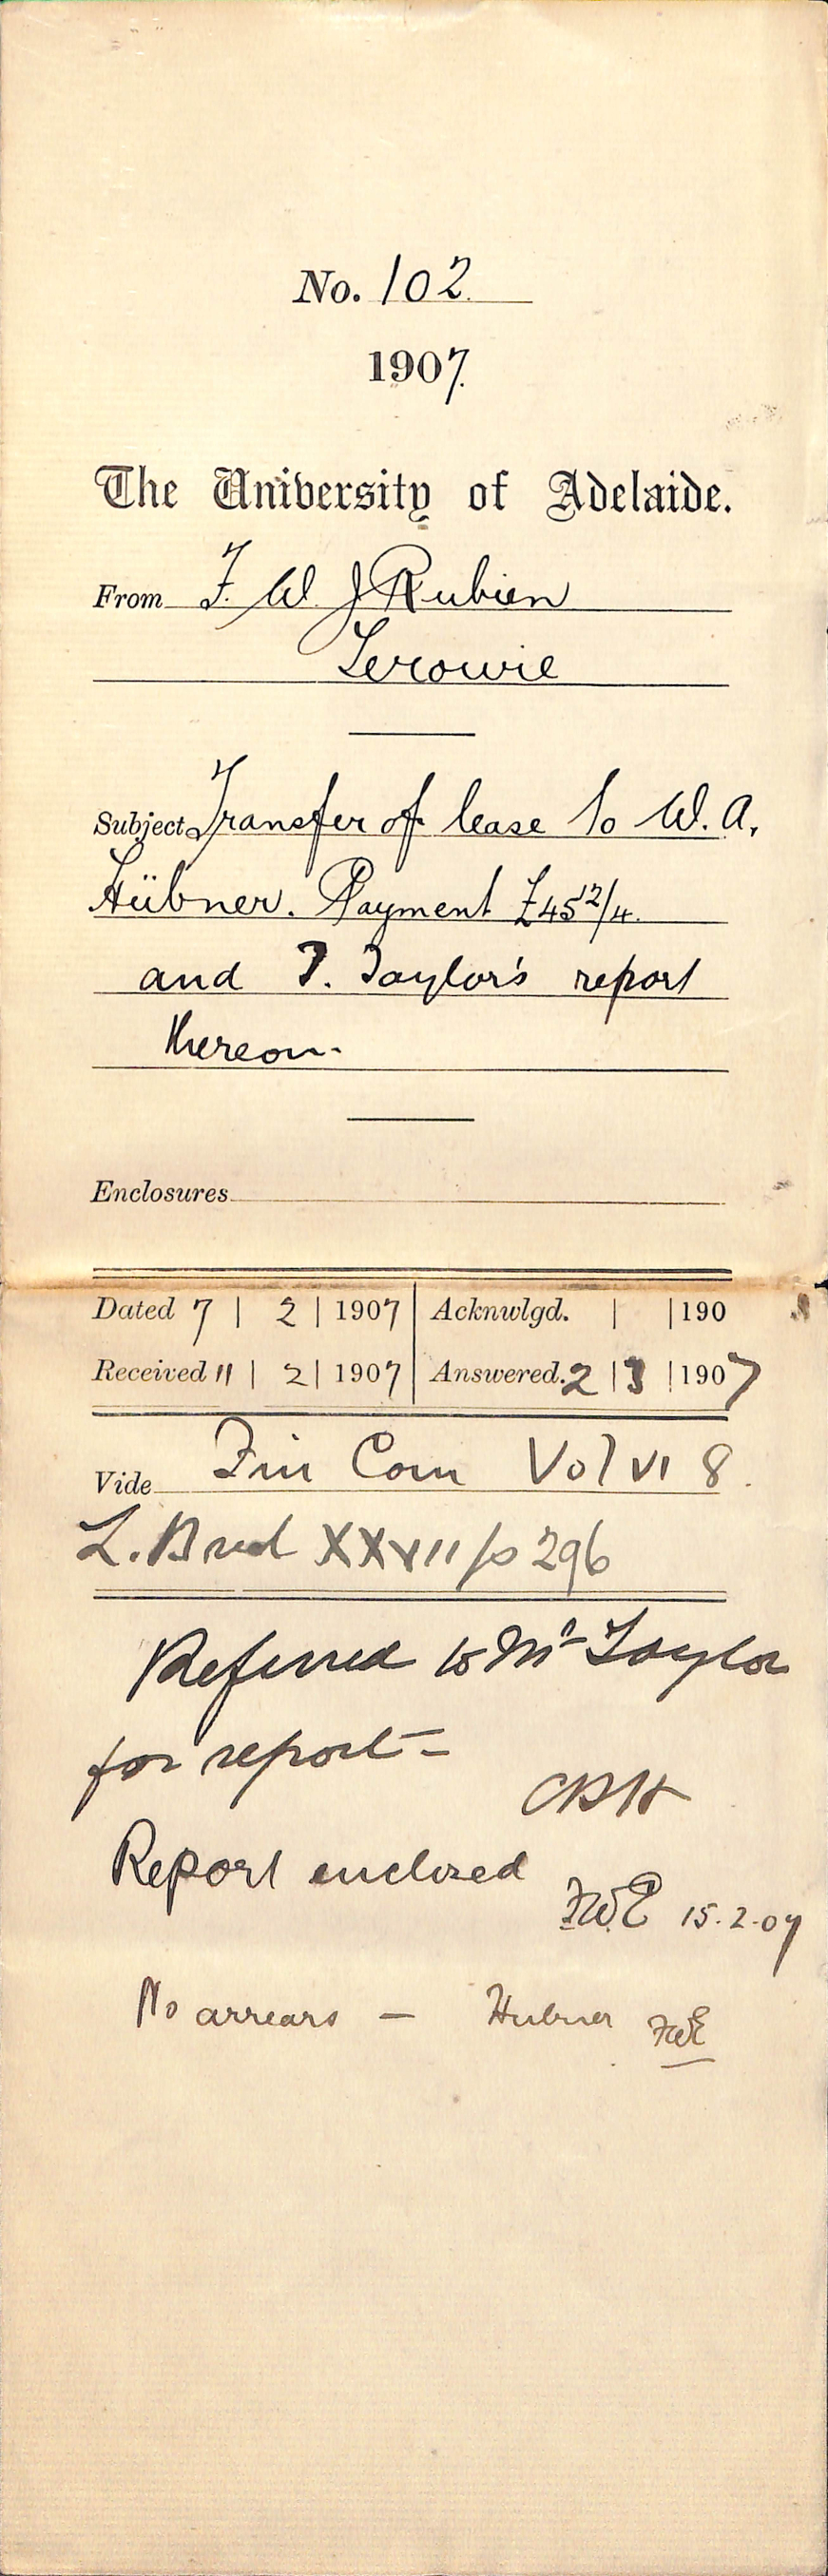 No. 102.
1907.
The University of Adelaide.
From F. W. J Rubien
Terowie
Subject Transfer of lease to W. A.
Hübner. Payment £45 12/4.
and T. Taylor's report
thereon.
Enclosures
Dated 7 | 2 | 1907 Acknwlgd. | | 190
Received 11 | 2 | 1907 Answered. 2 | 3 | 1907
Vide Fin Com Vol VI 8.
XXVII p 296
Referred to Mr Taylor
for report -
Report enclosed
FWE 15.2.07
No arrears - Hubner FWE